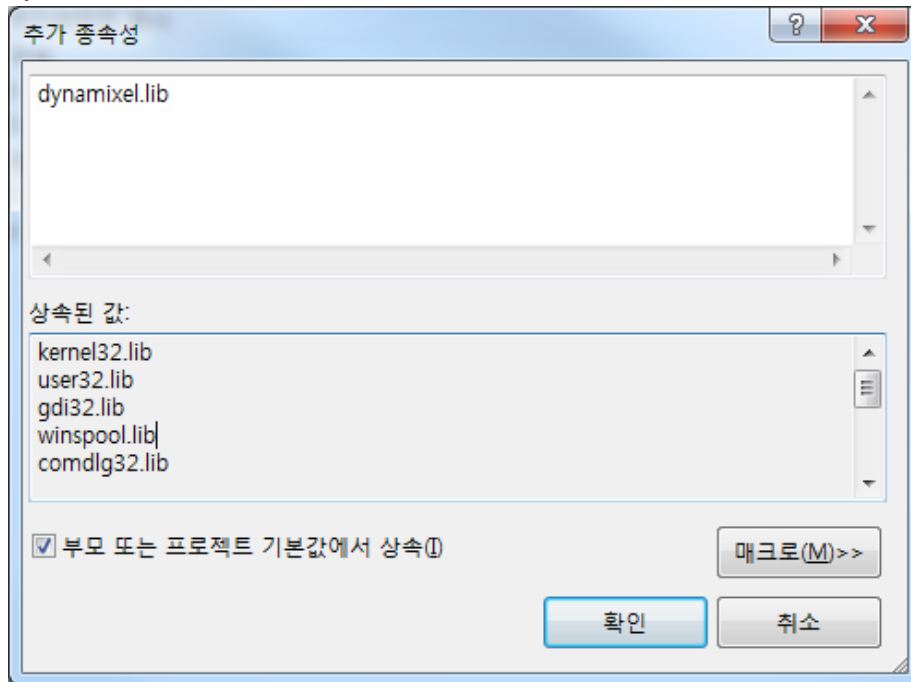 추가 종속성
dynamixel.lib
상속된 값:
kernel32.lib
user32.lib
gdi32.lib
winspool.lib
comdlg32.lib
부모 또는 프로젝트 기본값에서 상속(I)
매크로(M)>>
확인
취소